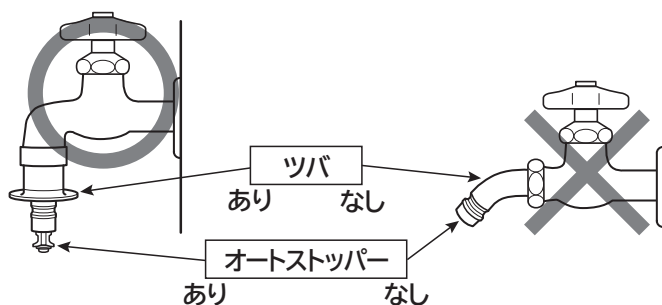 ツバ
あり なし
オートストッパー
あり なし